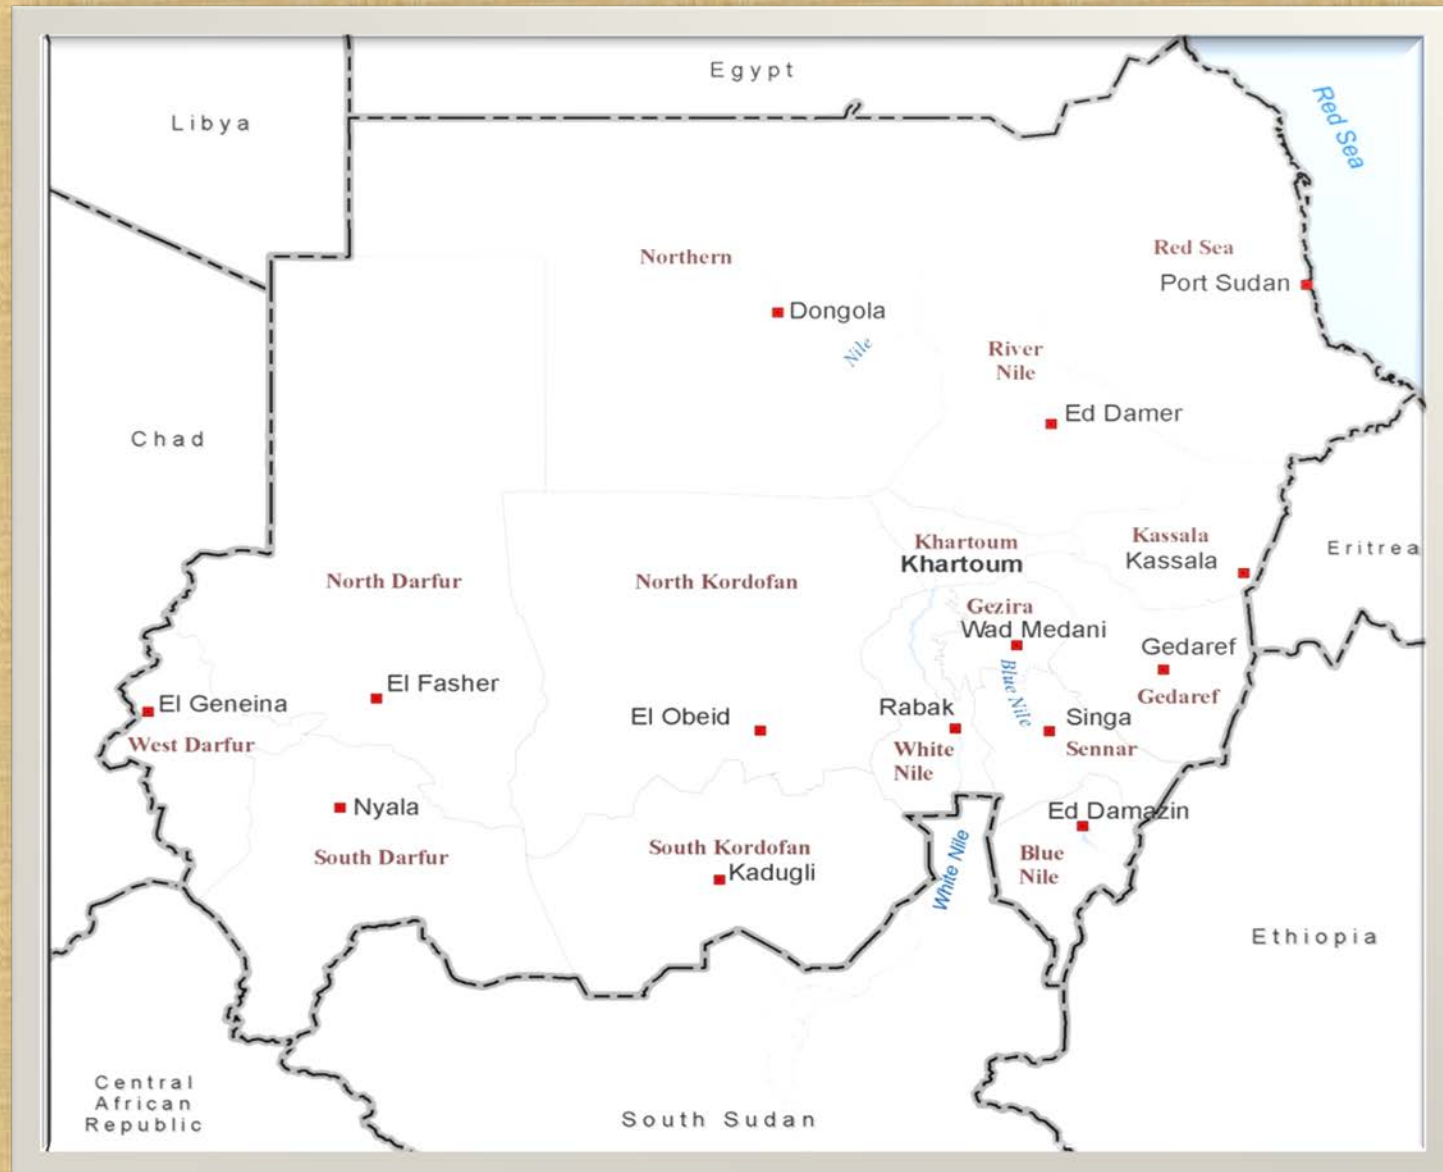 Egypt
Libya
Red Sea
Northern
Red Sea
Port Sudan
Dongola
Nile
River
Nile
Ed Damer
Chad
Khartoum
Khartoum
Kassala
Kassala
Eritrea
North Darfur
North Kordofan
Gezira
Wad Medani
Gedaref
Gedaref
Blue Nile
El Fasher
El Geneina
West Darfur
El Obeid
Rabak
White
Nile
Singa
Sennar
Nyala
South Darfur
South Kordofan
Kadugli
White Nile
Ed Damazin
Blue
Nile
Ethiopia
Central
African
Republic
South Sudan